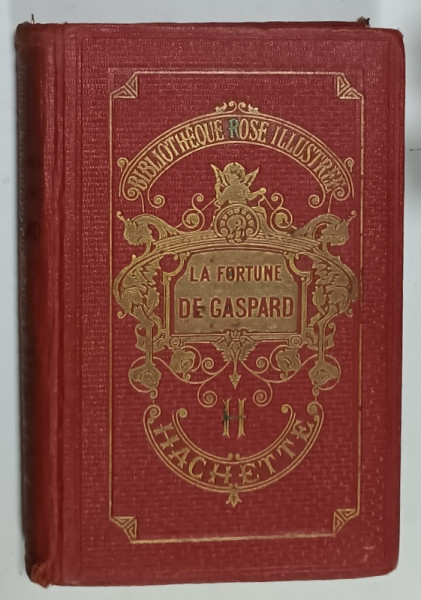 BIBLIOTHÈQUE ROSE ILLUSTRÉE
LA FORTUNE
DE GASPARD
H
HACHETTE